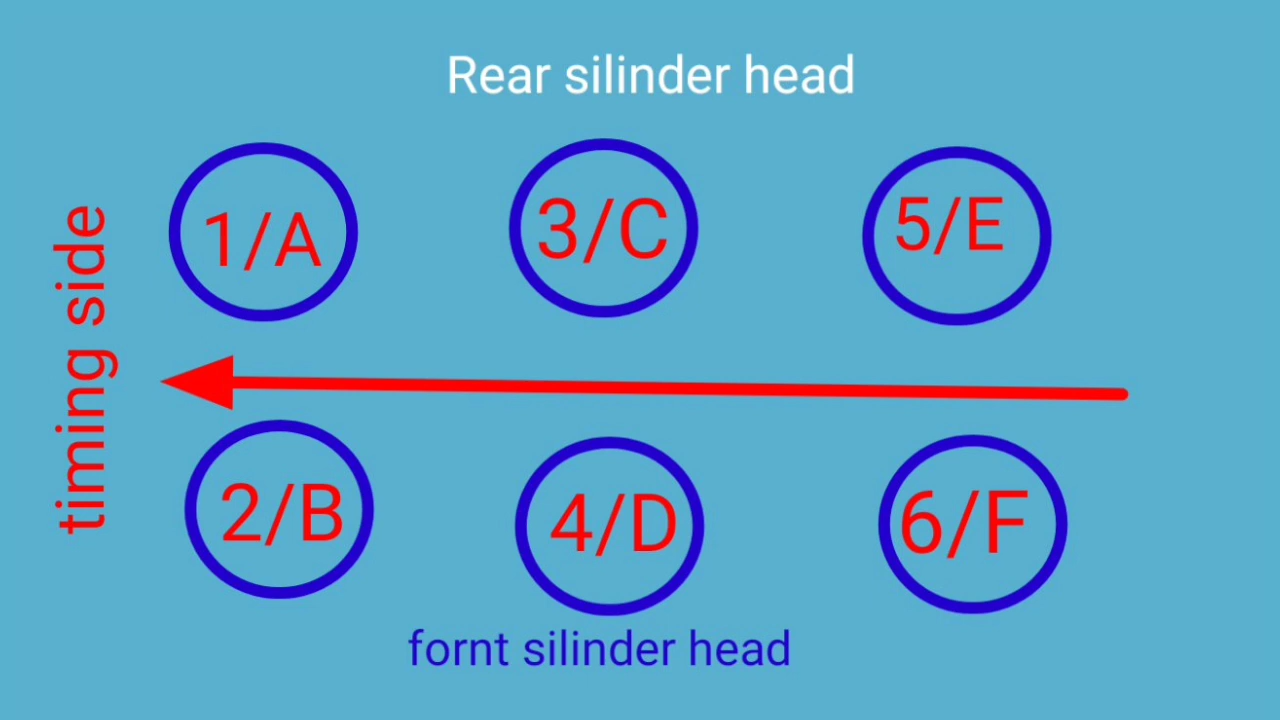 Rear silinder head
timing side
1/A
3/C
5/E
2/B
4/D
6/F
fornt silinder head